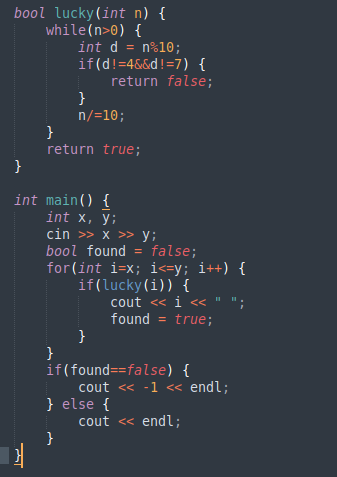 bool lucky(int n) {
    while(n>0) {
        int d = n%10;
        if(d!=4&&d!=7) {
            return false;
        }
        n/=10;
    }
    return true;
}

int main() {
    int x, y;
    cin >> x >> y;
    bool found = false;
    for(int i=x; i<=y; i++) {
        if(lucky(i)) {
            cout << i << " ";
            found = true;
        }
    }
    if(found==false) {
        cout << -1 << endl;
    } else {
        cout << endl;
    }
}